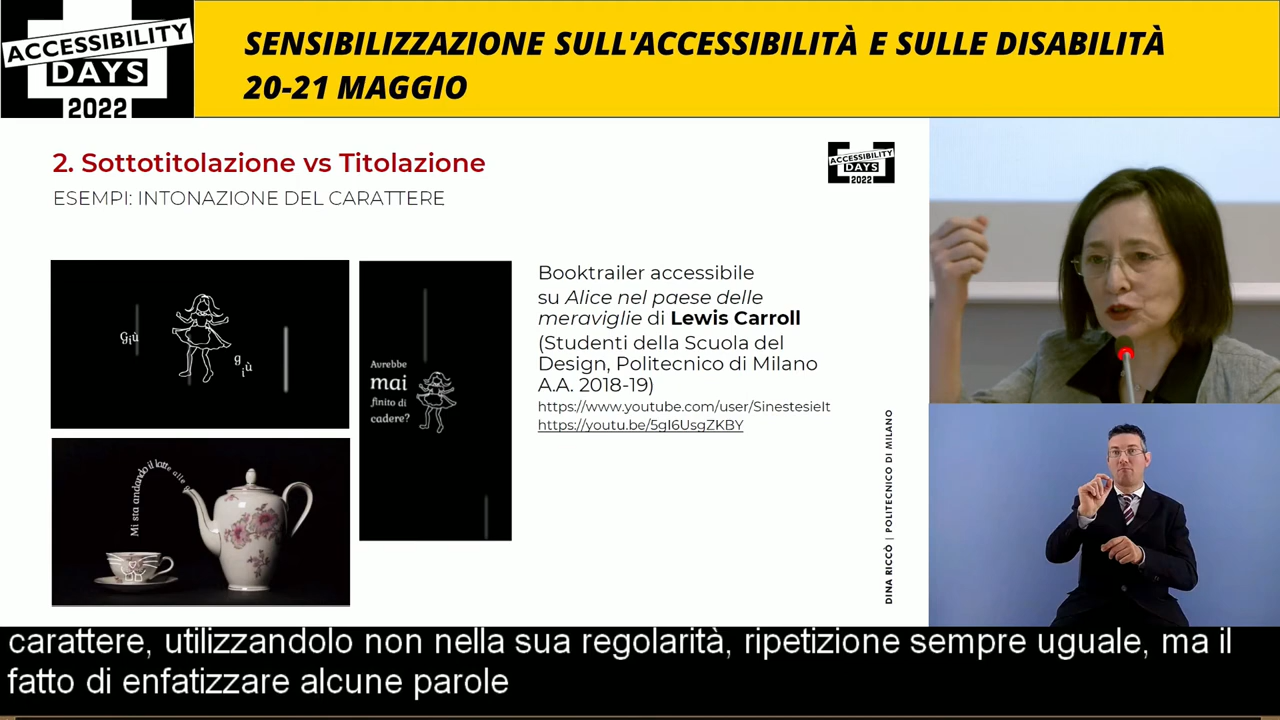 ACCESSIBILITY
DAYS
2022
SENSIBILIZZAZIONE SULL'ACCESSIBILITÀ E SULLE DISABILITÀ
20-21 MAGGIO
2. Sottotitolazione vs Titolazione
ESEMPI: INTONAZIONE DEL CARATTERE
ACCESSIBILITY
DAYS
2022
Giù
giù
Avrebbe
mai
finito di
cadere?
Mi sta andando il latte alle
Booktrailer accessibile
su Alice nel paese delle
meraviglie di Lewis Carroll
(Studenti della Scuola del
Design, Politecnico di Milano
A.A. 2018-19)
https://www.youtube.com/user/SinestesieIt
https://youtu.be/5gI6UsgZKBY
DINA RICCÒ | POLITECNICO DI MILANO
carattere, utilizzandolo non nella sua regolarità, ripetizione sempre uguale, ma il
fatto di enfatizzare alcune parole